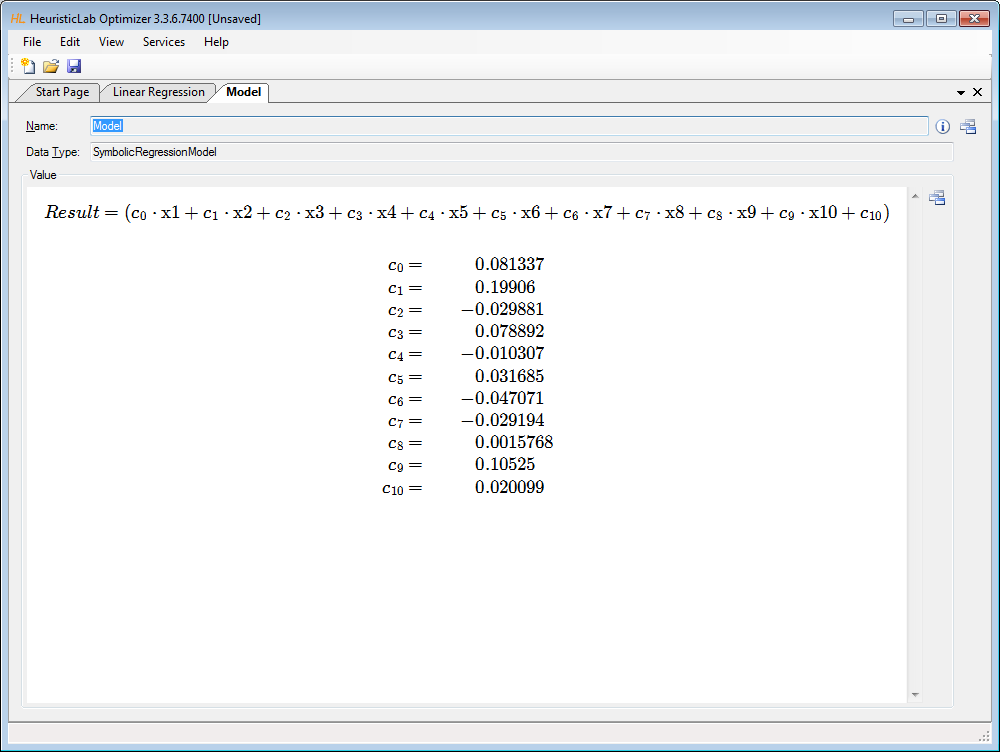 HL HeuristicLab Optimizer 3.3.6.7400 [Unsaved]
File Edit View Services Help
Start Page Linear Regression Model
Name: Model
Data Type: SymbolicRegressionModel
Value
Result = (c₀ · x1 + c₁ · x2 + c₂ · x3 + c₃ · x4 + c₄ · x5 + c₅ · x6 + c₆ · x7 + c₇ · x8 + c₈ · x9 + c₉ · x10 + c₁₀)
c₀ = 0.081337
c₁ = 0.19906
c₂ = −0.029881
c₃ = 0.078892
c₄ = −0.010307
c₅ = 0.031685
c₆ = −0.047071
c₇ = −0.029194
c₈ = 0.0015768
c₉ = 0.10525
c₁₀ = 0.020099